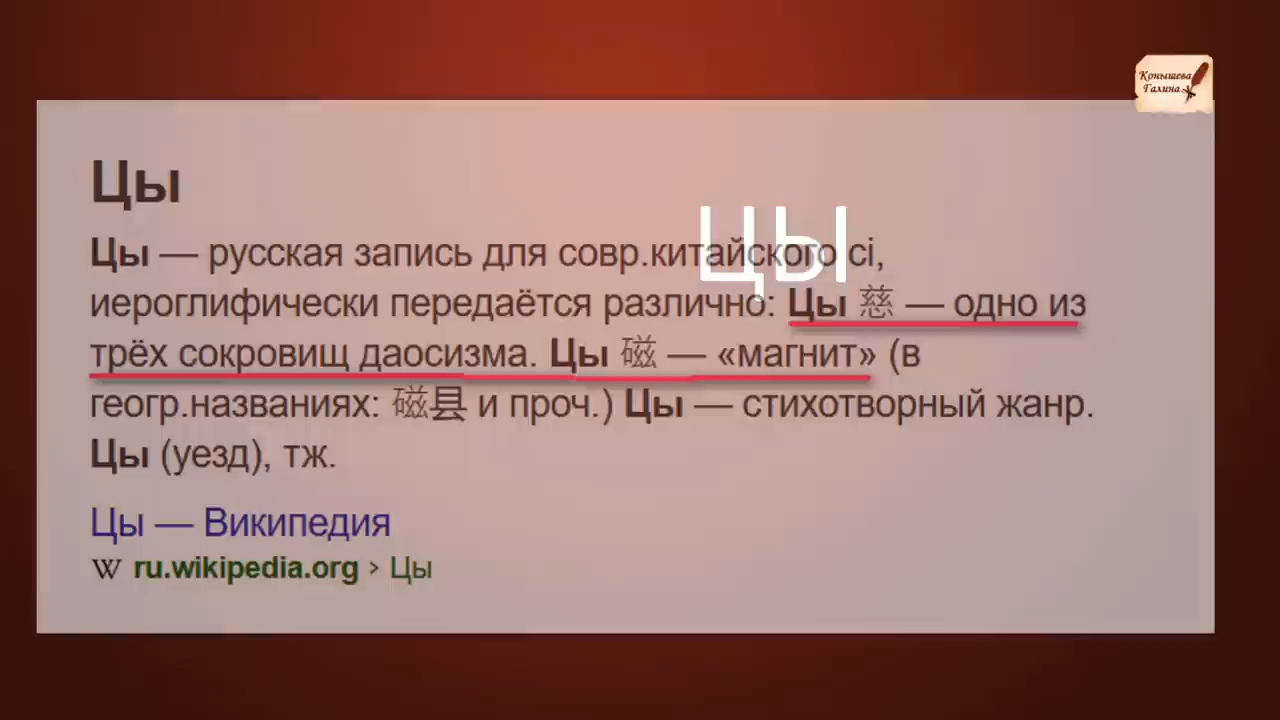 Конышева
Галина
Цы
ЦЫ
Цы — русская запись для совр.китайского cí,
иероглифически передаётся различно: Цы 慈 — одно из
трёх сокровищ даосизма. Цы 磁 — «магнит» (в
геогр.названиях: 磁县 и проч.) Цы — стихотворный жанр.
Цы (уезд), тж.
Цы — Википедия
W ru.wikipedia.org › Цы